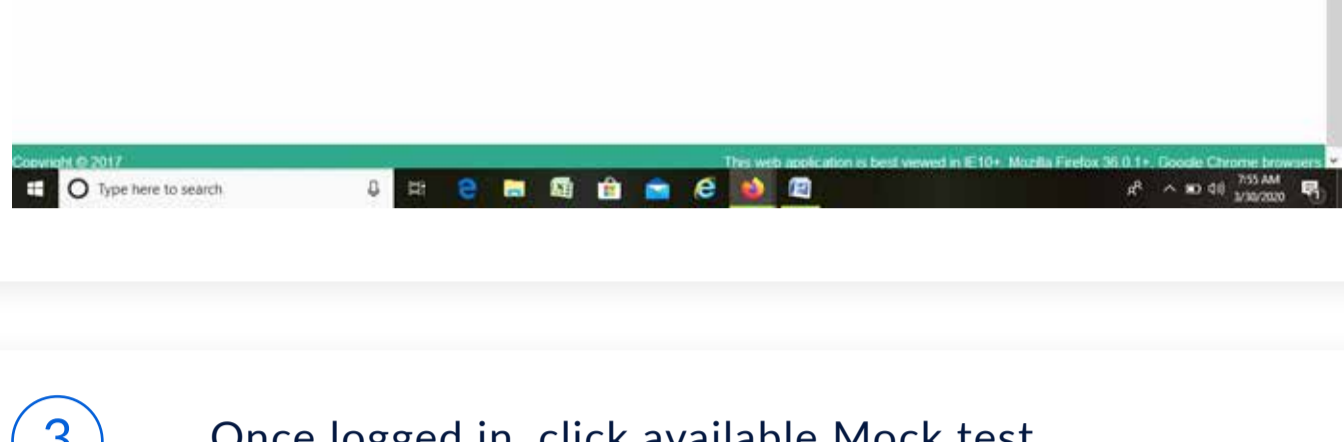 Copyright © 2017
This web application is best viewed in IE10+, Mozilla Firefox 36.0.1+, Google Chrome browsers
Type here to search
7:55 AM
3/30/2020
3
Once logged in, click available Mock test